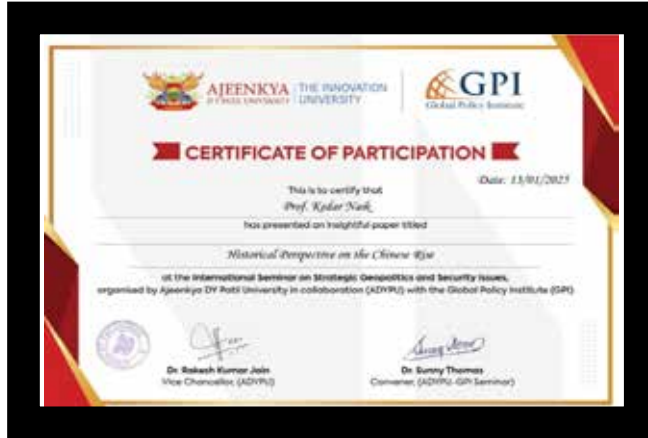 AJEENKYA
D Y PATIL UNIVERSITY
THE INNOVATION
UNIVERSITY
GPI
Global Policy Institute
CERTIFICATE OF PARTICIPATION
Date: 13/01/2025
This is to certify that
Prof. Kedar Naik
has presented an insightful paper titled
Historical Perspective on the Chinese Rise
at the International Seminar on Strategic Geopolitics and Security Issues,
organised by Ajeenkya DY Patil University in collaboration (ADYPU) with the Global Policy Institute (GPI)
Dr. Rakesh Kumar Jain
Vice Chancellor, (ADYPU)
Dr. Sunny Thomas
Convener, (ADYPU-GPI Seminar)